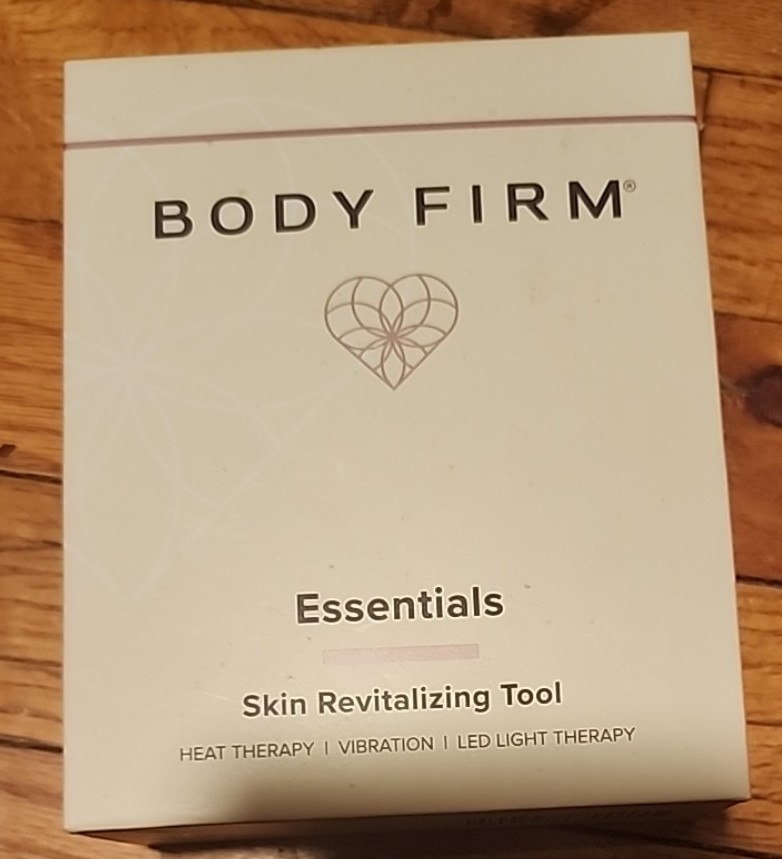 BODY FIRM®
Essentials
Skin Revitalizing Tool
HEAT THERAPY | VIBRATION | LED LIGHT THERAPY